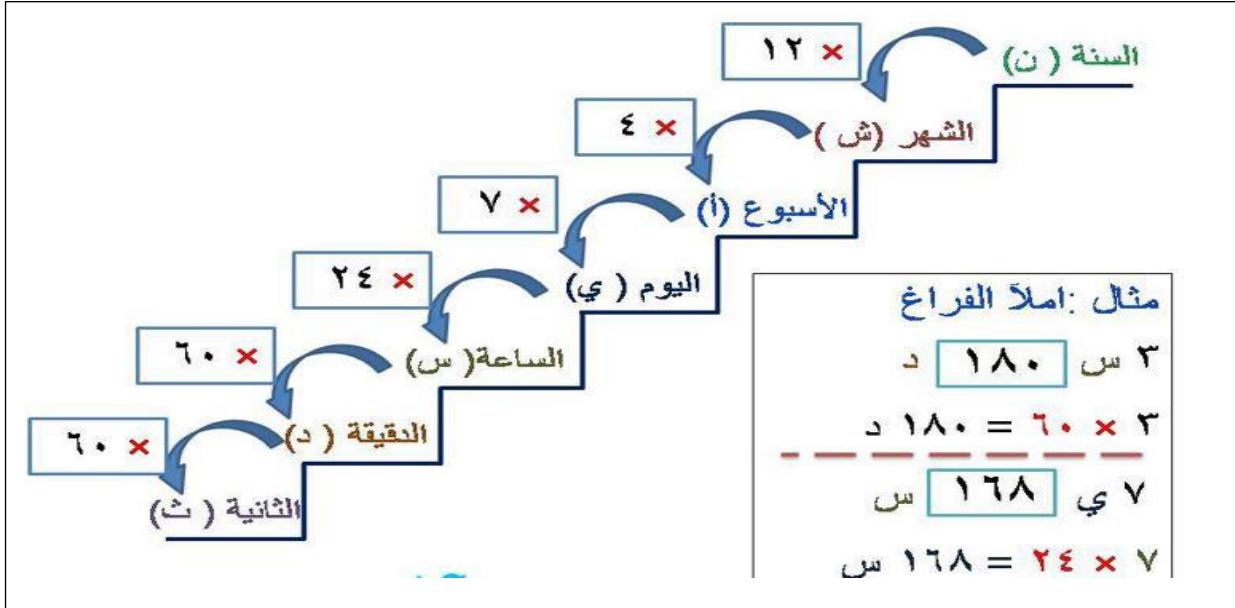 السنة ( ن)
× ١٢
الشهر (ش )
× ٤
الأسبوع (أ)
× ٧
اليوم ( ي)
× ٢٤
الساعة( س)
× ٦٠
الدقيقة ( د)
× ٦٠
الثانية ( ث)
مثال :املأ الفراغ
٣ س ١٨٠ د
٣ × ٦٠ = ١٨٠ د
٧ ي ١٦٨ س
٧ × ٢٤ = ١٦٨ س